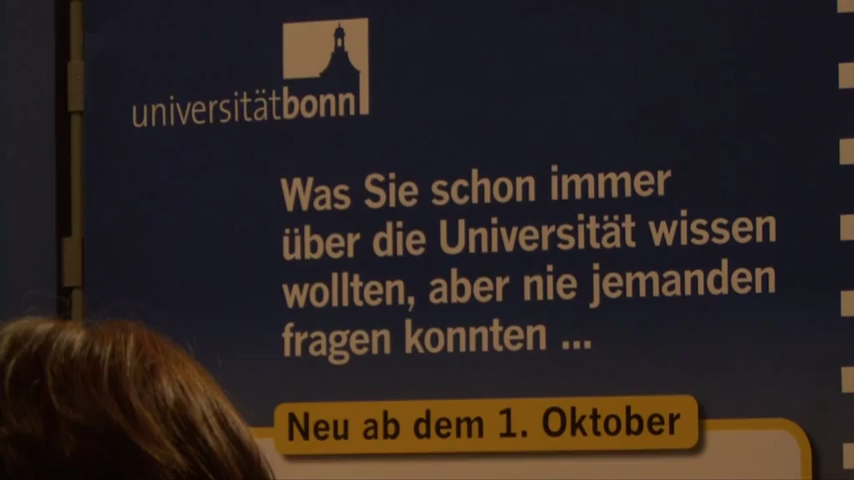 universitätbonn
Was Sie schon immer
über die Universität wissen
wollten, aber nie jemanden
fragen konnten ...
Neu ab dem 1. Oktober